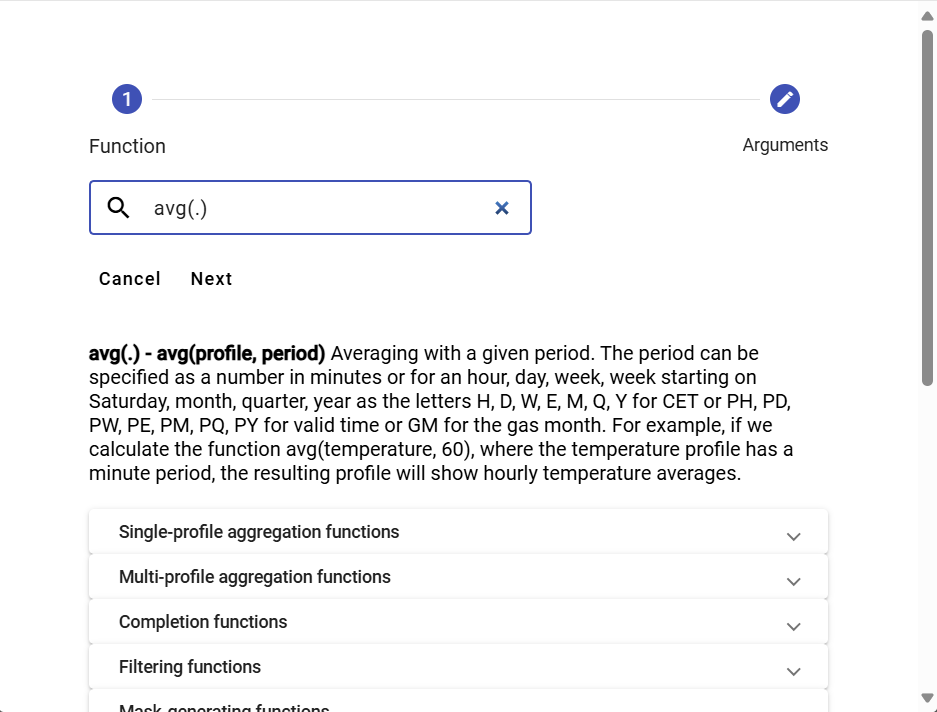 1
Function
Arguments
avg(.)
Cancel Next
avg(.) - avg(profile, period) Averaging with a given period. The period can be
specified as a number in minutes or for an hour, day, week, week starting on
Saturday, month, quarter, year as the letters H, D, W, E, M, Q, Y for CET or PH, PD,
PW, PE, PM, PQ, PY for valid time or GM for the gas month. For example, if we
calculate the function avg(temperature, 60), where the temperature profile has a
minute period, the resulting profile will show hourly temperature averages.
Single-profile aggregation functions
Multi-profile aggregation functions
Completion functions
Filtering functions
Mask-generating functions